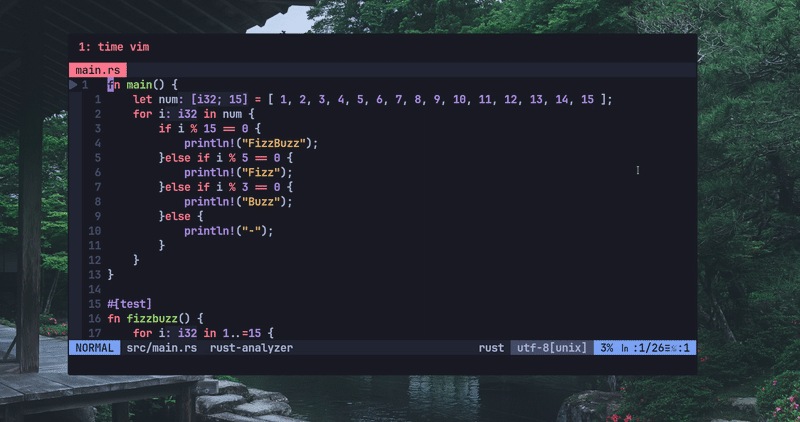 1: time vim
main.rs
1 fn main() {
1 let num: [i32; 15] = [ 1, 2, 3, 4, 5, 6, 7, 8, 9, 10, 11, 12, 13, 14, 15 ];
2 for i: i32 in num {
3 if i % 15 == 0 {
4 println!("FizzBuzz");
5 }else if i % 5 == 0 {
6 println!("Fizz");
7 }else if i % 3 == 0 {
8 println!("Buzz");
9 }else {
10 println!("-");
11 }
12 }
13 }
14
15 #[test]
16 fn fizzbuzz() {
17 for i: i32 in 1..=15 {
NORMAL src/main.rs rust-analyzer rust utf-8[unix] 3% ln :1/26≡℅:1